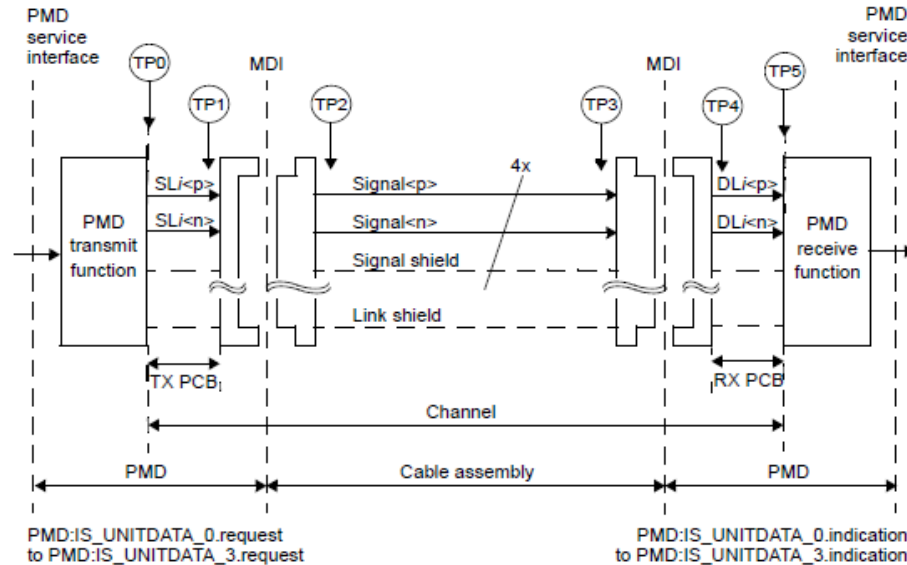 PMD
service
interface
PMD
service
interface
TP0
TP5
MDI
MDI
TP1
TP2
TP3
TP4
4x
SLi<p>
Signal<p>
DLi<p>
SLi<n>
Signal<n>
DLi<n>
PMD
transmit
function
PMD
receive
function
Signal shield
Link shield
TX PCB
RX PCB
Channel
PMD
Cable assembly
PMD
PMD:IS_UNITDATA_0.request
to PMD:IS_UNITDATA_3.request
PMD:IS_UNITDATA_0.indication
to PMD:IS_UNITDATA_3.indication